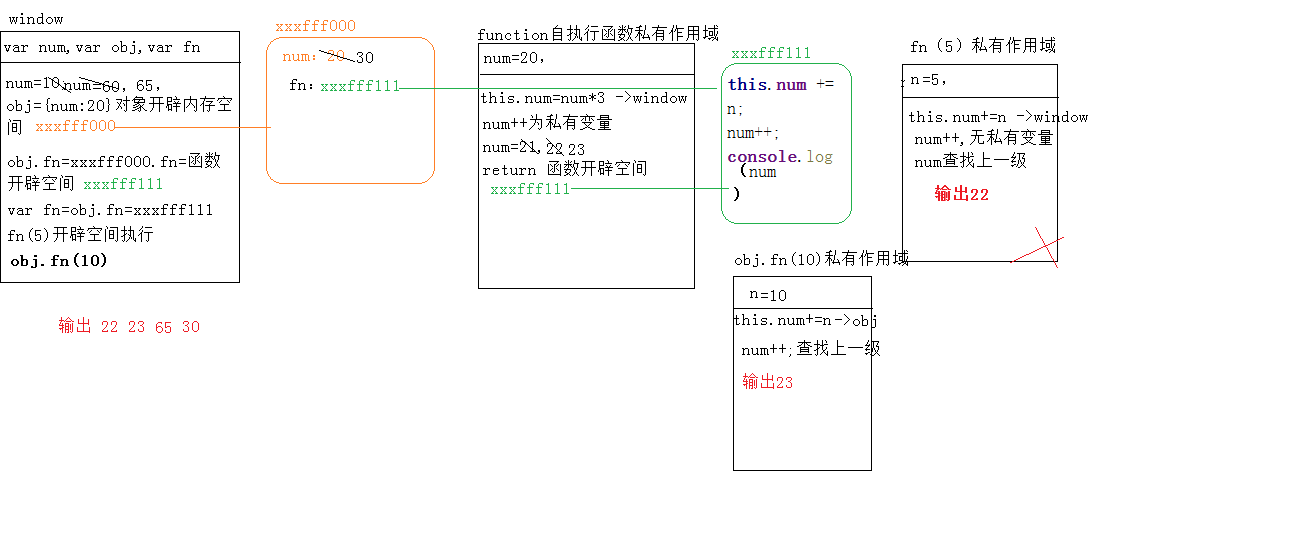 window
var num,var obj,var fn
num=10,num=60, 65,
obj={num:20}对象开辟内存空
间 xxxfff000
obj.fn=xxxfff000.fn=函数
开辟空间 xxxfff111
var fn=obj.fn=xxxfff111
fn(5)开辟空间执行
obj.fn(10)
输出 22 23 65 30
xxxfff000
num: 20 30
fn: xxxfff111
function自执行函数私有作用域
num=20,
this.num=num*3 ->window
num++为私有变量
num=21, 22 23
return 函数开辟空间
xxxfff111
xxxfff111
this.num +=
n;
num++;
console.log
(num
)
fn（5）私有作用域
n=5,
this.num+=n ->window
num++,无私有变量
num查找上一级
输出22
obj.fn(10)私有作用域
n=10
this.num+=n->obj
num++;查找上一级
输出23